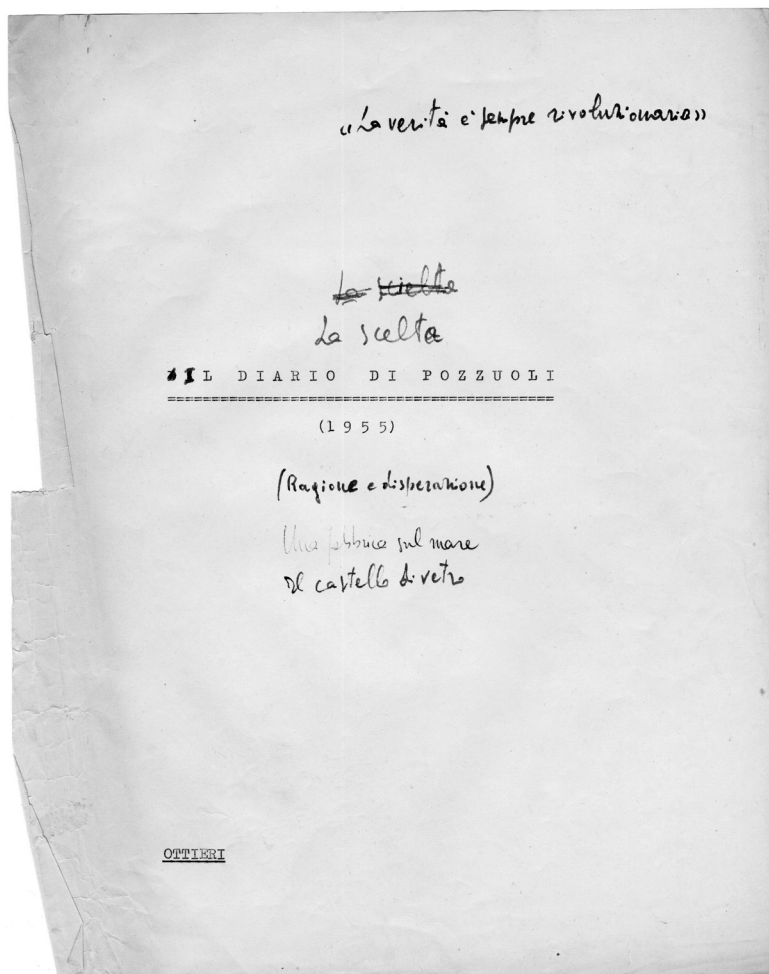 «La verità è sempre rivoluzionaria»
La scielta
La scelta
IL DIARIO DI POZZUOLI
(1955)
(Ragione e disperazione)
Una fabbrica sul mare
Il castello di vetro
OTTIERI